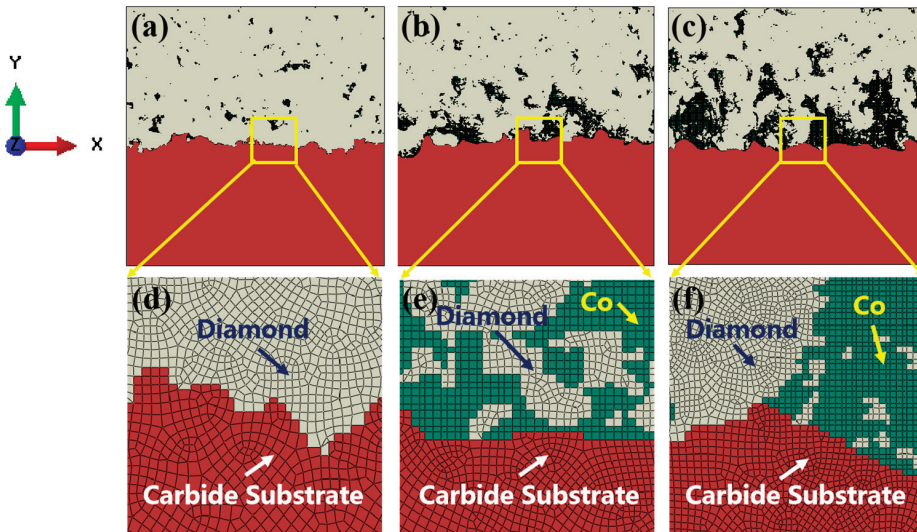 (a)
(b)
(c)
Y
Z
X
(d)
Diamond
Carbide Substrate
(e)
Co
Diamond
Carbide Substrate
(f)
Co
Diamond
Carbide Substrate